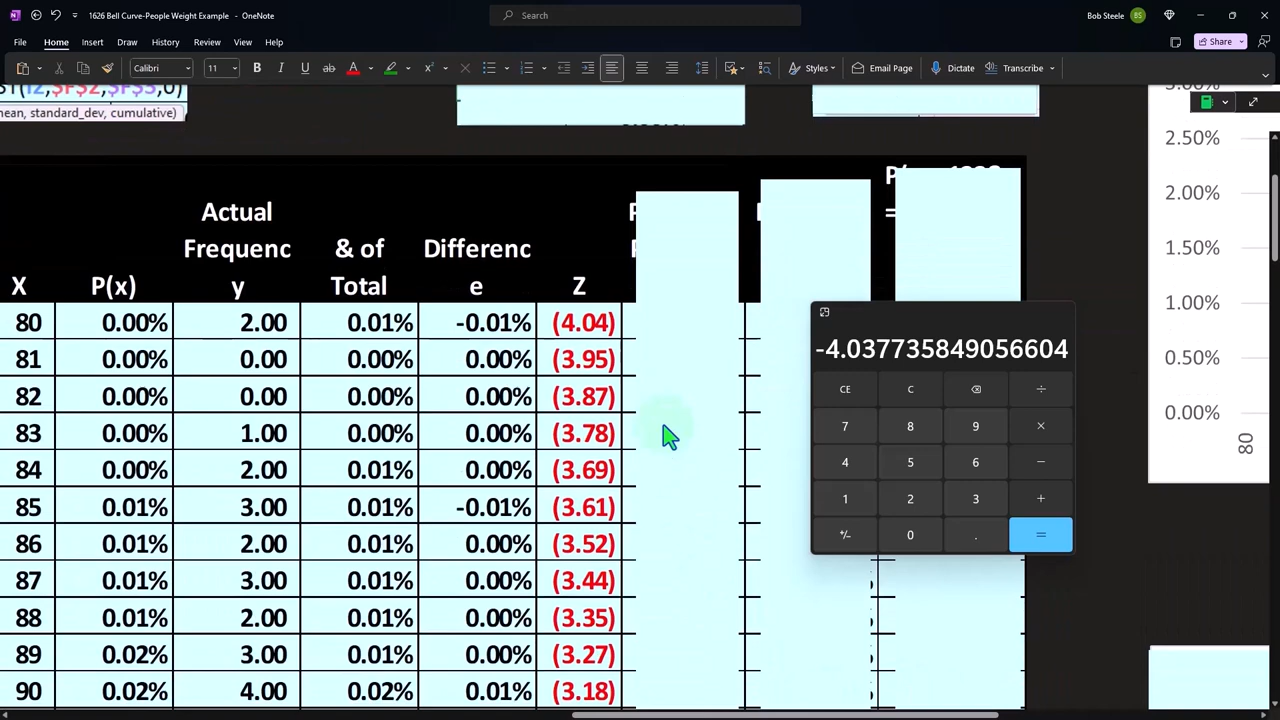 1626 Bell Curve-People Weight Example - OneNote
Search
Bob Steele BS
File Home Insert Draw History Review View Help
Share
Calibri 11 B I U ab A Styles Email Page Dictate Transcribe
$F$2,$F$3,0)
mean, standard_dev, cumulative)
X P(x) Actual Frequency & of Total Difference Z
80 0.00% 2.00 0.01% -0.01% (4.04)
81 0.00% 0.00 0.00% 0.00% (3.95)
82 0.00% 0.00 0.00% 0.00% (3.87)
83 0.00% 1.00 0.00% 0.00% (3.78)
84 0.00% 2.00 0.01% 0.00% (3.69)
85 0.01% 3.00 0.01% -0.01% (3.61)
86 0.01% 2.00 0.01% 0.00% (3.52)
87 0.01% 3.00 0.01% 0.00% (3.44)
88 0.01% 2.00 0.01% 0.00% (3.35)
89 0.02% 3.00 0.01% 0.00% (3.27)
90 0.02% 4.00 0.02% 0.01% (3.18)
-4.037735849056604
CE C ÷
7 8 9 ×
4 5 6 −
1 2 3 +
+/- 0 . =
2.50%
2.00%
1.50%
1.00%
0.50%
0.00%
80